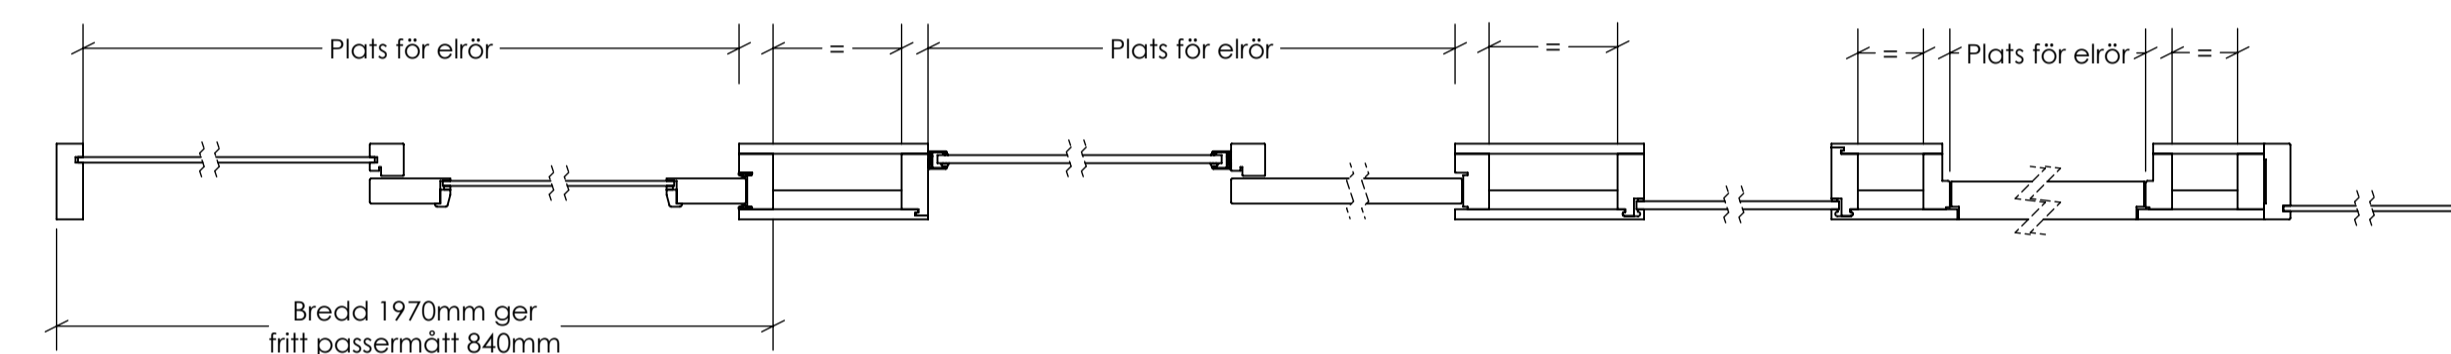 Plats för elrör
=
Plats för elrör
=
=
Plats för elrör
=
Bredd 1970mm ger
fritt passermått 840mm